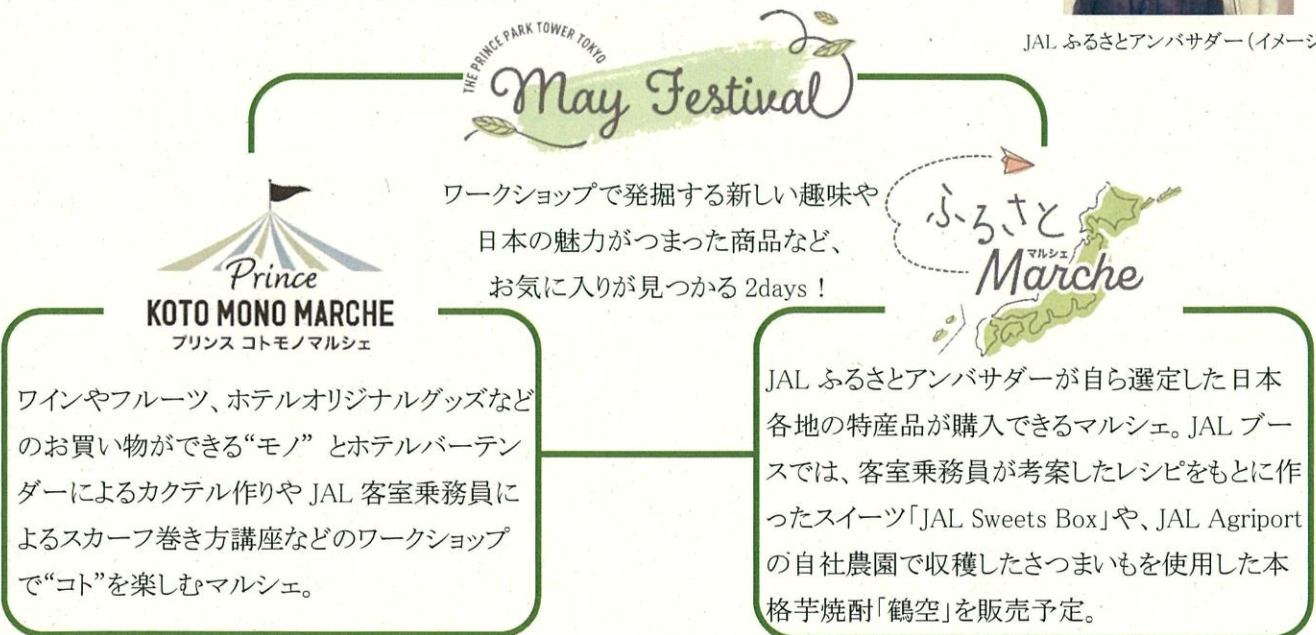 JAL ふるさとアンバサダー(イメージ
THE PRINCE PARK TOWER TOKYO
May Festival
ワークショップで発掘する新しい趣味や
日本の魅力がつまった商品など、
お気に入りが見つかる 2days！
Prince
KOTO MONO MARCHE
プリンス コトモノマルシェ
ワインやフルーツ、ホテルオリジナルグッズなど
のお買い物ができる“モノ” とホテルバーテン
ダーによるカクテル作りや JAL 客室乗務員に
よるスカーフ巻き方講座などのワークショップ
で“コト”を楽しむマルシェ。
ふるさと
マルシェ
Marche
JAL ふるさとアンバサダーが自ら選定した日本
各地の特産品が購入できるマルシェ。JAL ブー
スでは、客室乗務員が考案したレシピをもとに作
ったスイーツ「JAL Sweets Box」や、JAL Agriport
の自社農園で収穫したさつまいもを使用した本
格芋焼酎「鶴空」を販売予定。